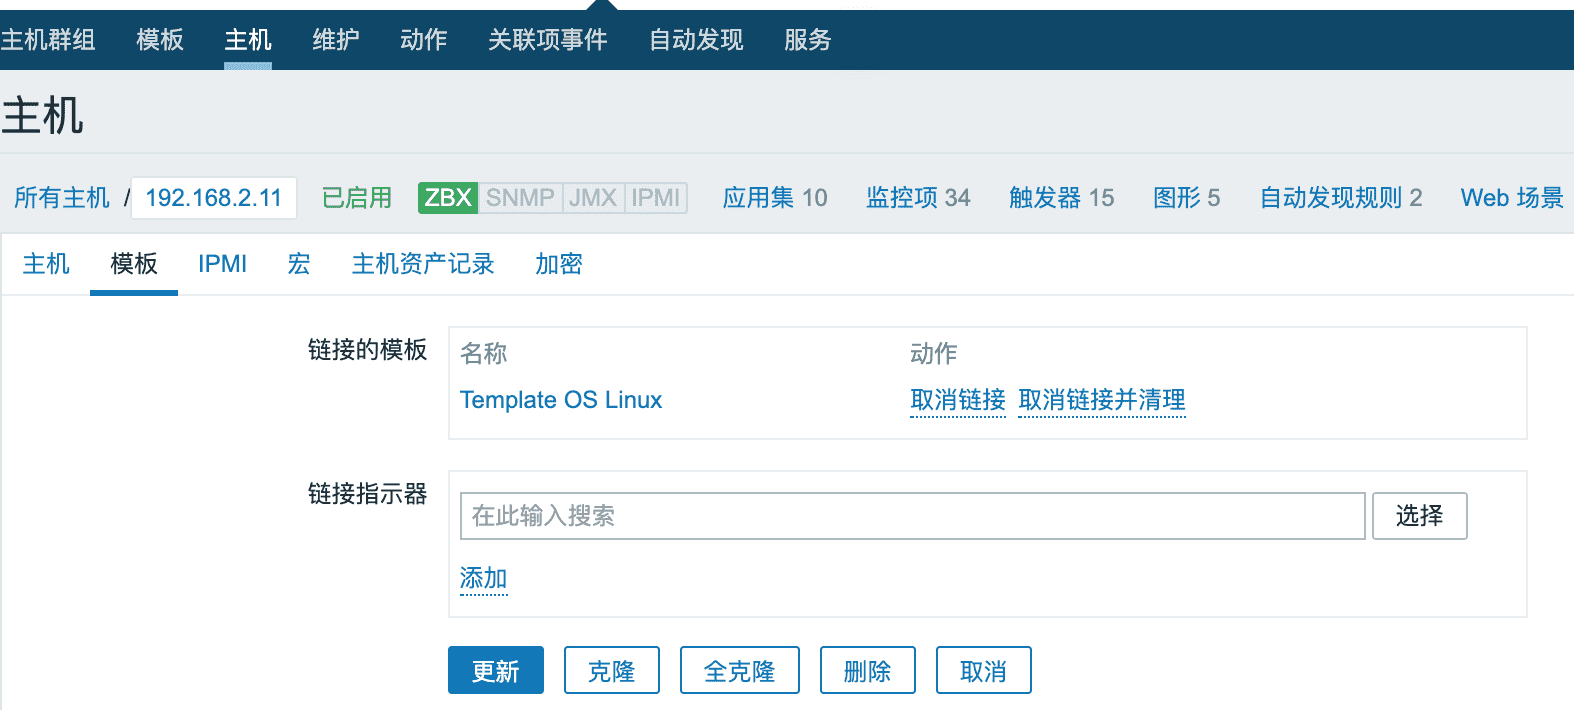 主机群组 模板 主机 维护 动作 关联项事件 自动发现 服务
主机
所有主机 / 192.168.2.11 已启用 ZBX SNMP JMX IPMI 应用集 10 监控项 34 触发器 15 图形 5 自动发现规则 2 Web 场景
主机 模板 IPMI 宏 主机资产记录 加密
链接的模板 名称 动作
Template OS Linux 取消链接 取消链接并清理
链接指示器
在此输入搜索 选择
添加
更新 克隆 全克隆 删除 取消